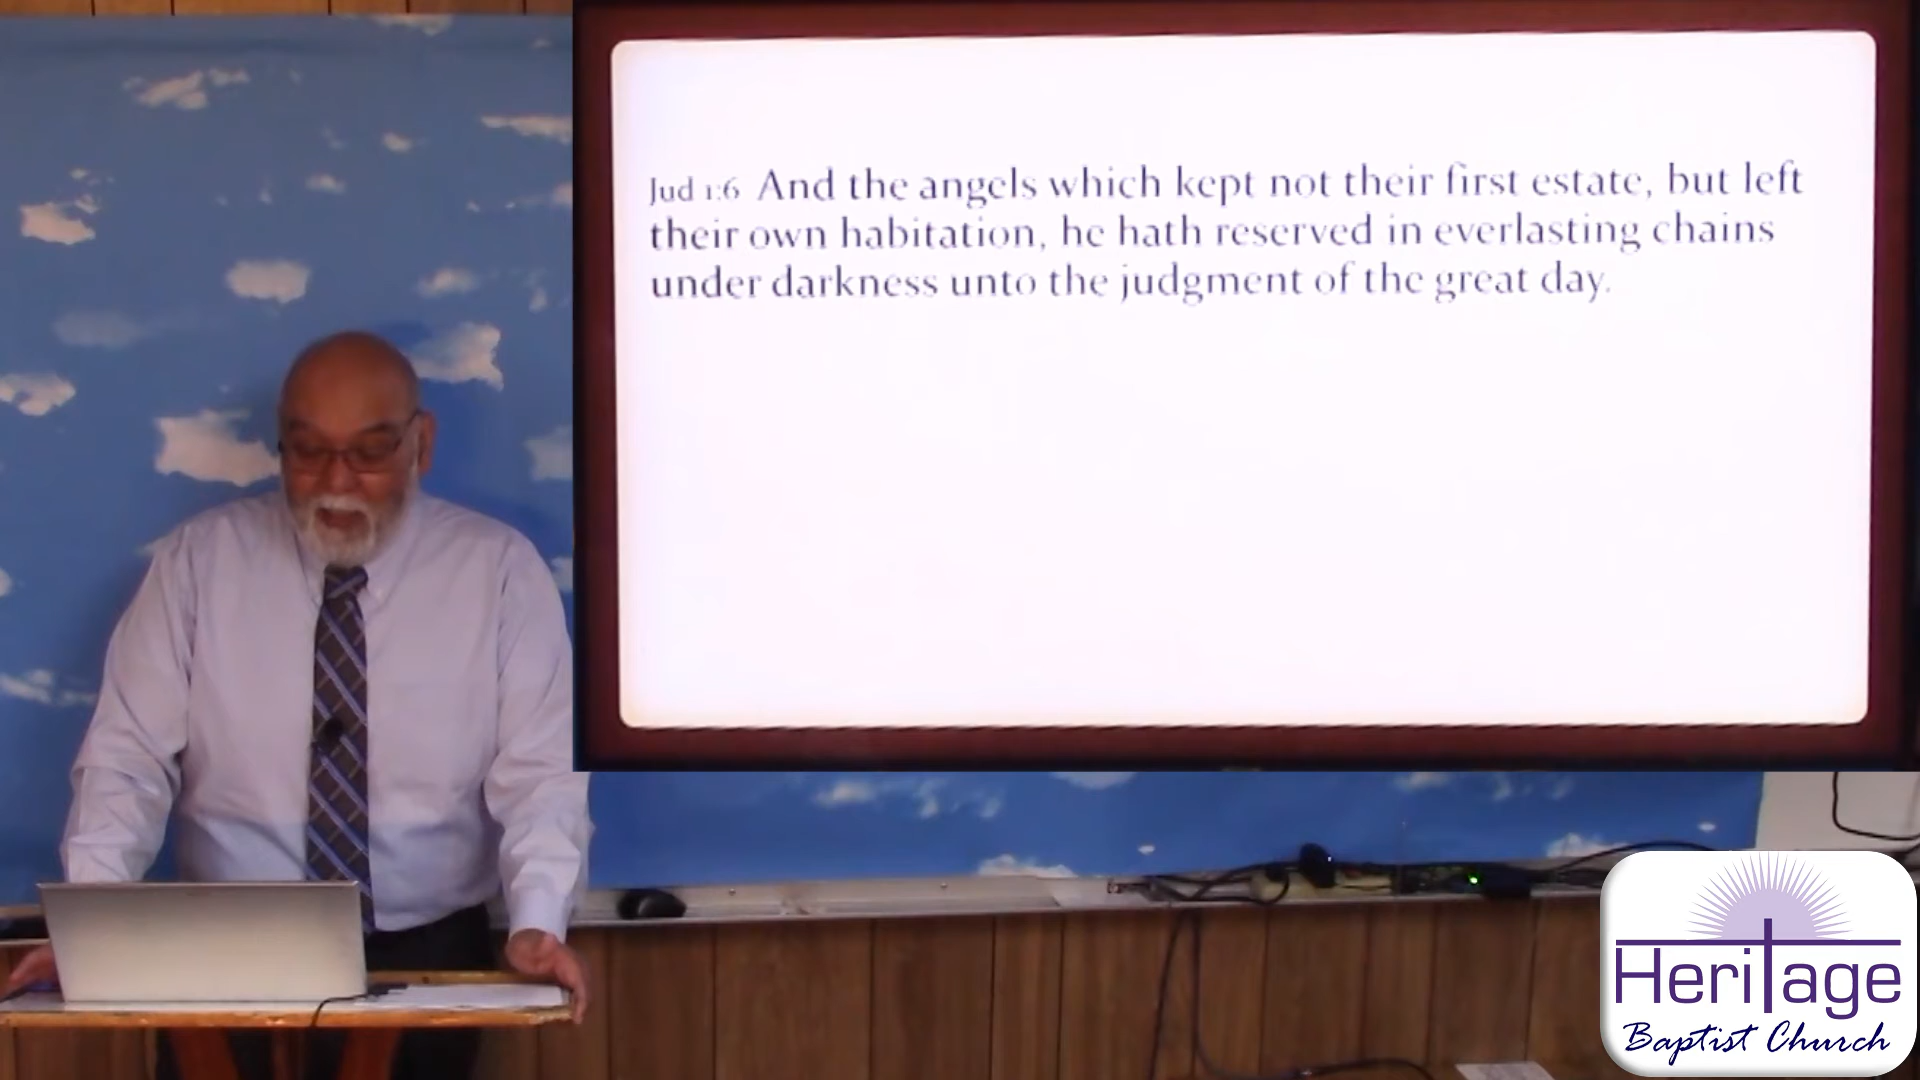 Jud 1:6 And the angels which kept not their first estate, but left
their own habitation, he hath reserved in everlasting chains
under darkness unto the judgment of the great day.
Heritage
Baptist Church